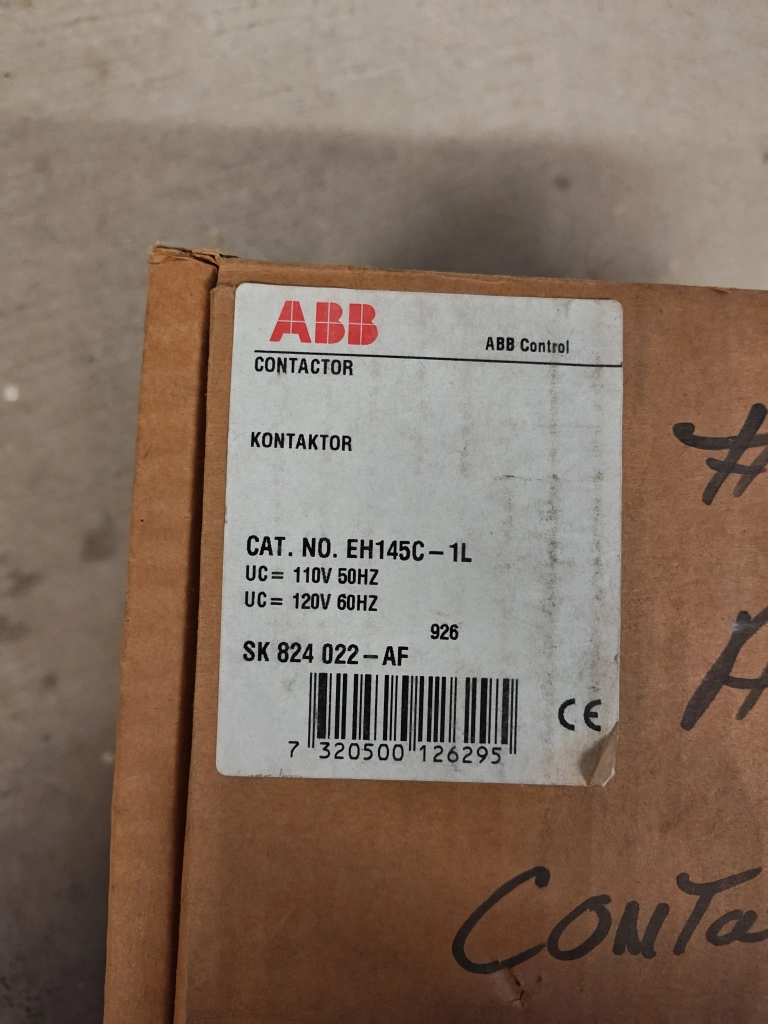 ABB
ABB Control
CONTACTOR
KONTAKTOR
CAT. NO. EH145C-1L
UC= 110V 50HZ
UC= 120V 60HZ
926
SK 824 022-AF
CE
7 320500 126295
#